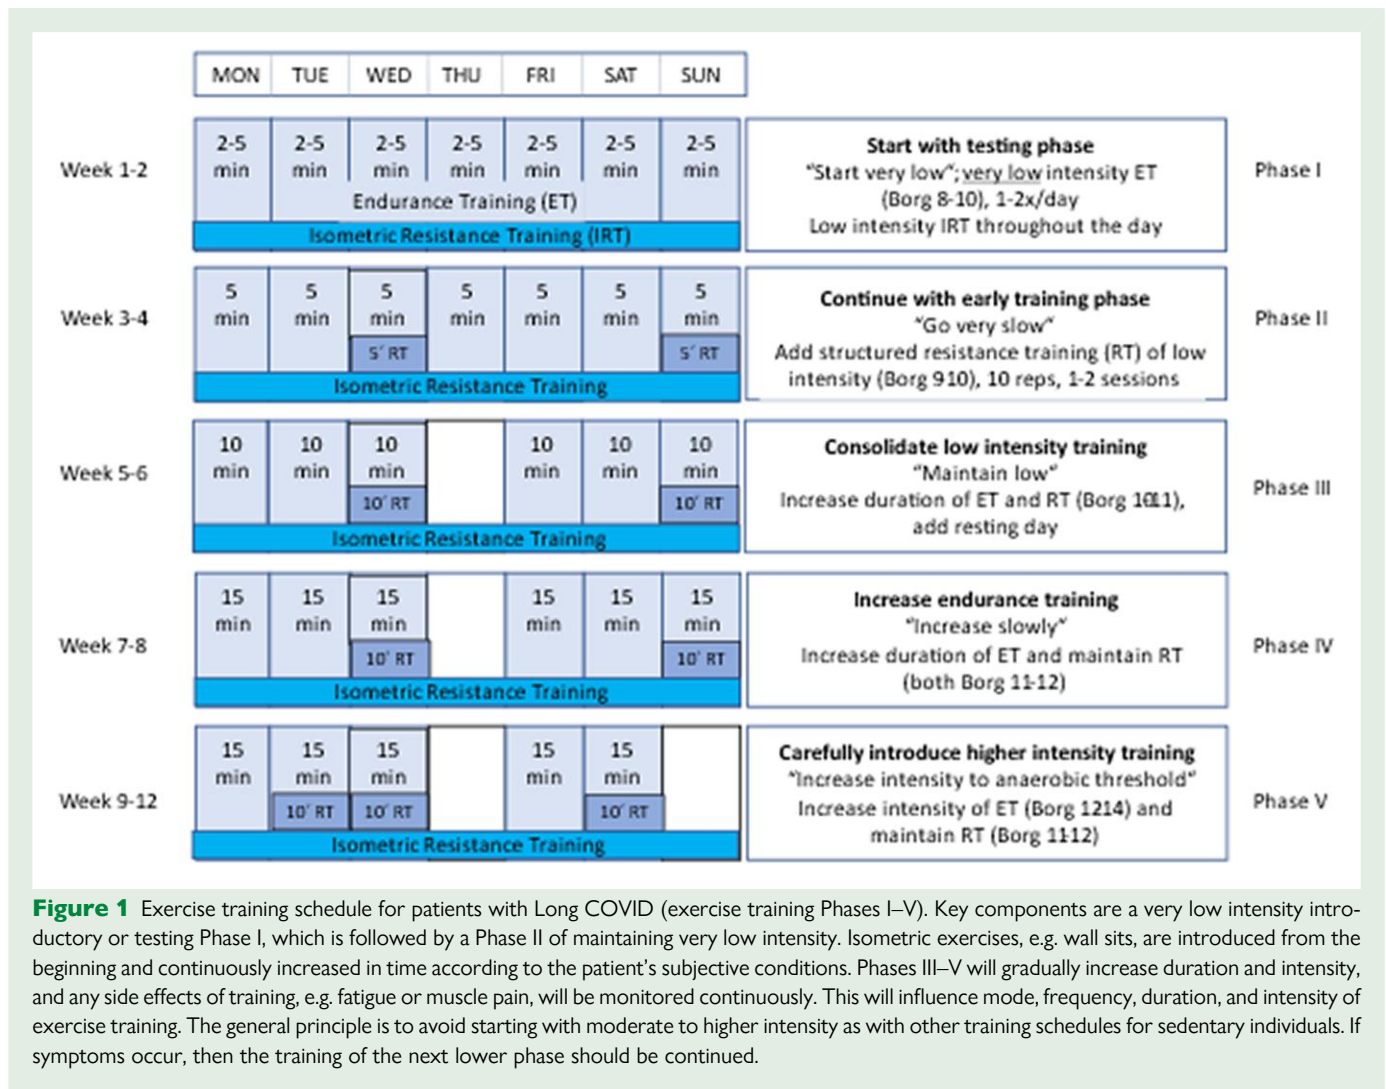 MON TUE WED THU FRI SAT SUN
Week 1-2
2-5 2-5 2-5 2-5 2-5 2-5 2-5
min min min min min min min
Endurance Training (ET)
Isometric Resistance Training (IRT)
Start with testing phase
“Start very low“; very low intensity ET
(Borg 8-10), 1-2x/day
Low intensity IRT throughout the day
Phase I
Week 3-4
5 5 5 5 5 5 5
min min min min min min min
5´ RT 5´ RT
Isometric Resistance Training
Continue with early training phase
“Go very slow“
Add structured resistance training (RT) of low
intensity (Borg 910), 10 reps, 1-2 sessions
Phase II
Week 5-6
10 10 10 10 10 10
min min min min min min
10´ RT 10´ RT
Isometric Resistance Training
Consolidate low intensity training
“Maintain low“
Increase duration of ET and RT (Borg
add resting day
Phase III
Week 7-8
15 15 15 15 15 15
min min min min min min
10´ RT 10´ RT
Isometric Resistance Training
Increase endurance training
“Increase slowly“
Increase duration of ET and maintain RT
(both Borg 11-12)
Phase IV
Week 9-12
15 15 15 15 15
min min min min min
10´ RT 10´ RT 10´ RT
Isometric Resistance Training
Carefully introduce higher intensity training
“Increase intensity to anaerobic threshold“
Increase intensity of ET (Borg 1214) and
maintain RT (Borg 11-12)
Phase V
Figure 1 Exercise training schedule for patients with Long COVID (exercise training Phases I–V). Key components are a very low intensity intro-
ductory or testing Phase I, which is followed by a Phase II of maintaining very low intensity. Isometric exercises, e.g. wall sits, are introduced from the
beginning and continuously increased in time according to the patient’s subjective conditions. Phases III–V will gradually increase duration and intensity,
and any side effects of training, e.g. fatigue or muscle pain, will be monitored continuously. This will influence mode, frequency, duration, and intensity of
exercise training. The general principle is to avoid starting with moderate to higher intensity as with other training schedules for sedentary individuals. If
symptoms occur, then the training of the next lower phase should be continued.